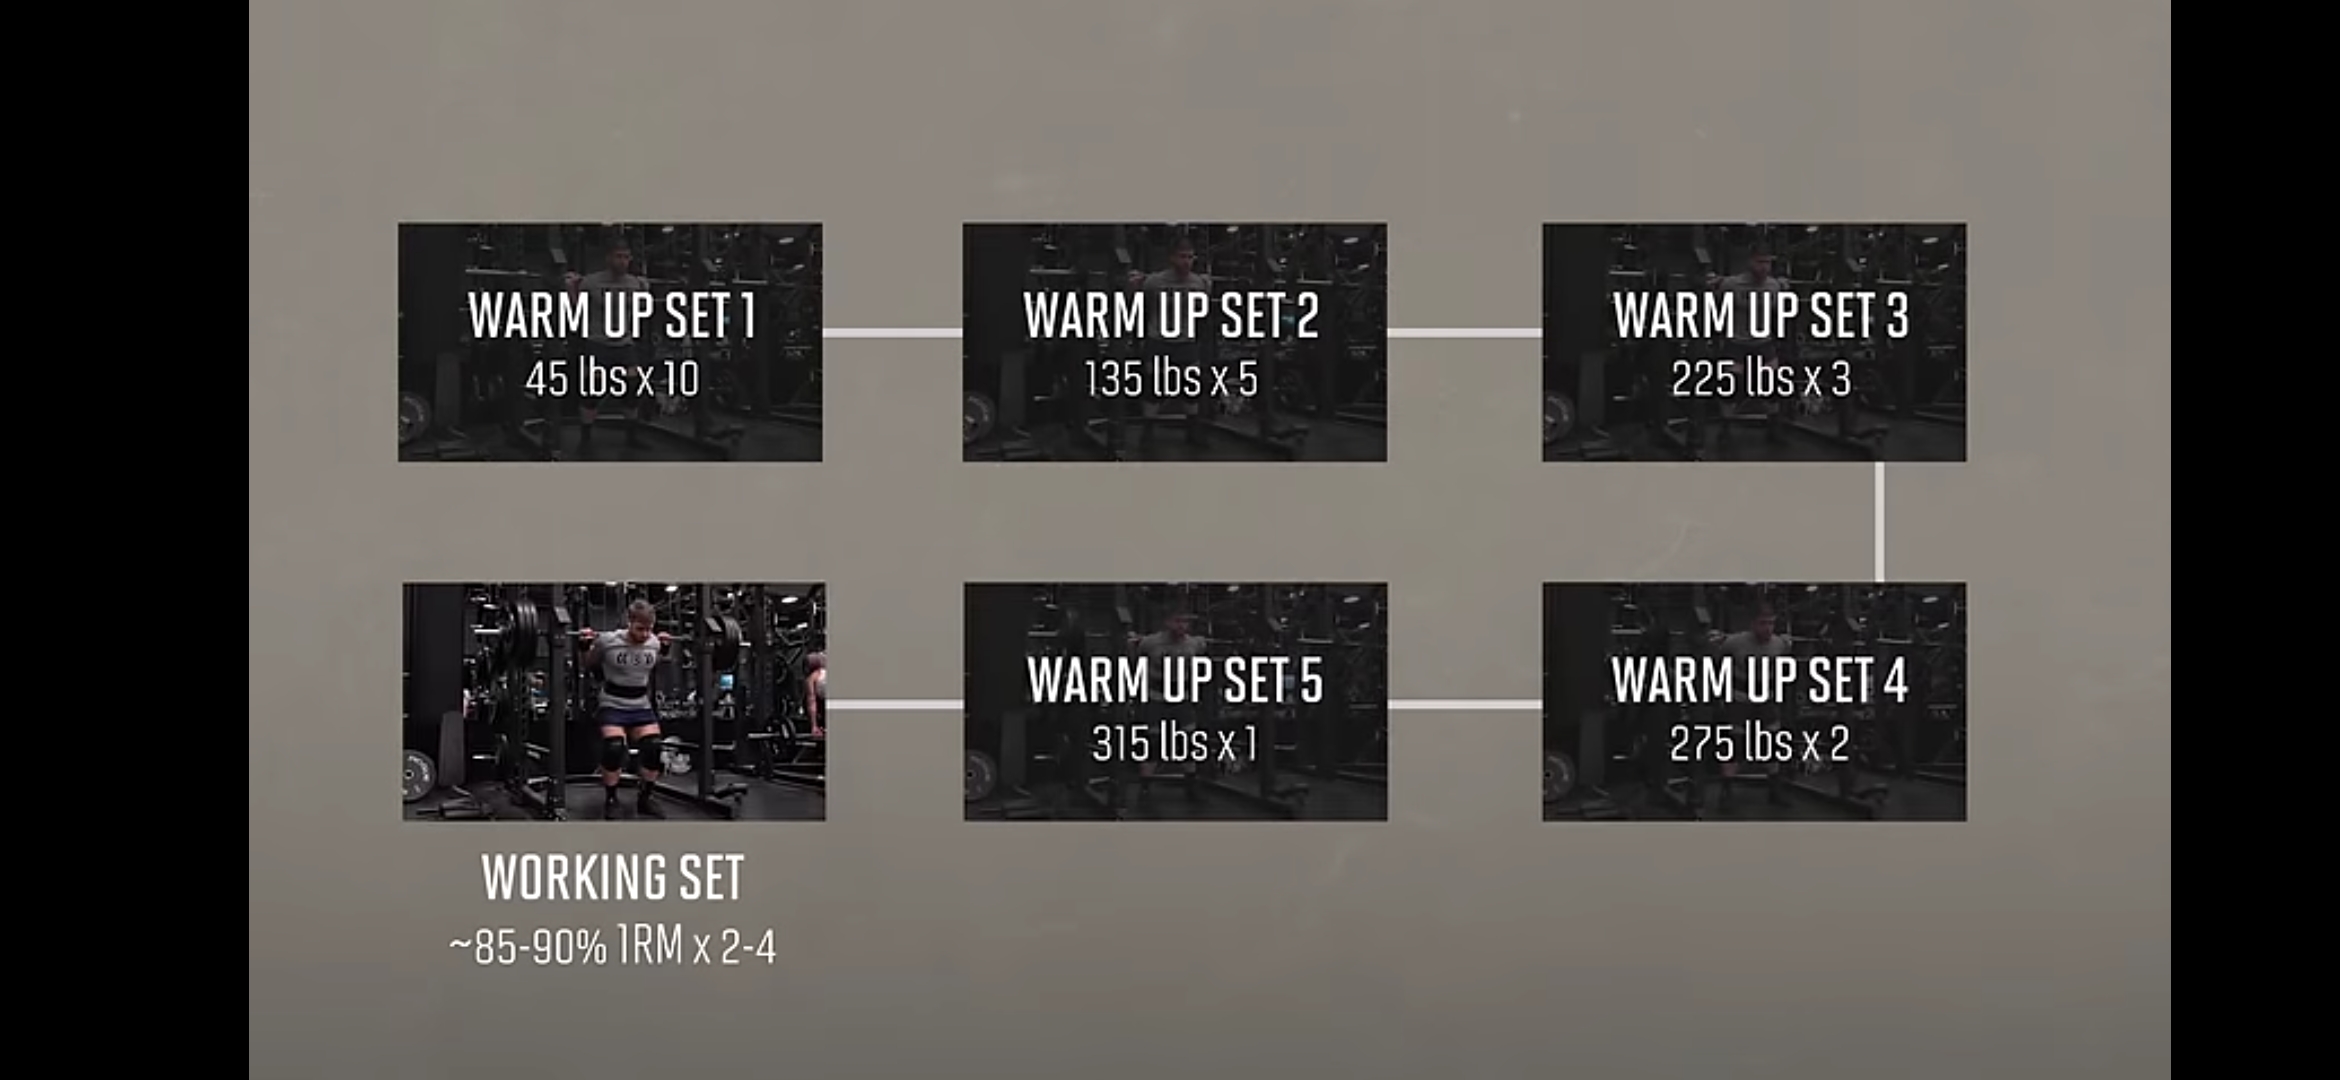 WARM UP SET 1
45 lbs x 10
WARM UP SET 2
135 lbs x 5
WARM UP SET 3
225 lbs x 3
WARM UP SET 4
275 lbs x 2
WARM UP SET 5
315 lbs x 1
WORKING SET
~85-90% 1RM x 2-4